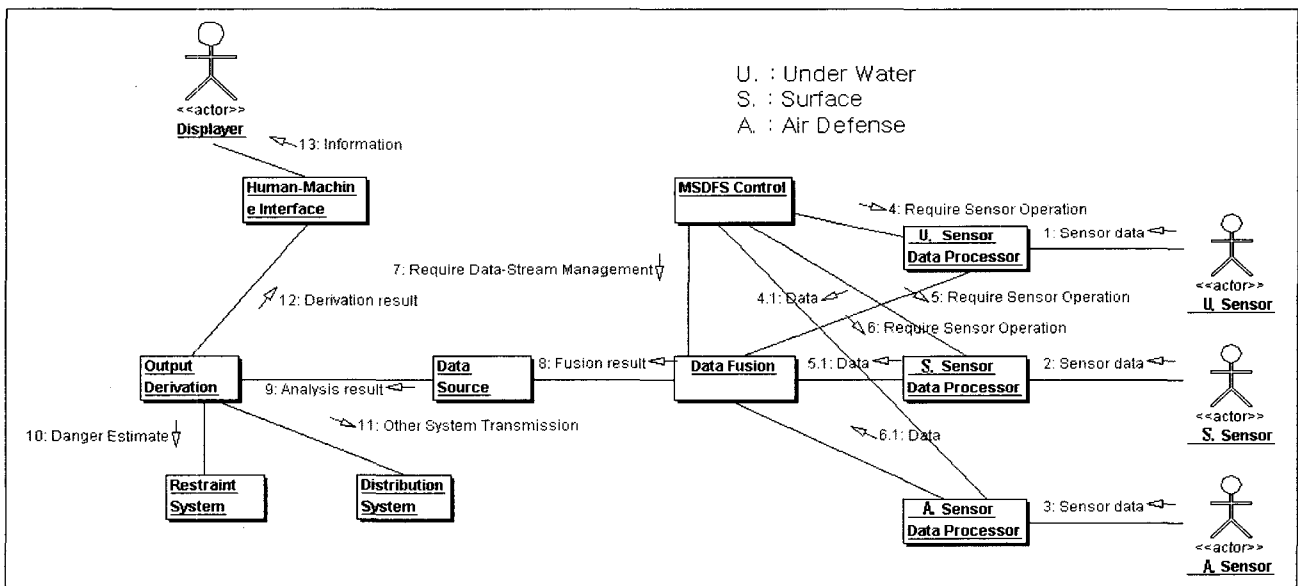 U. : Under Water
S. : Surface
A. : Air Defense
<<actor>>
Displayer
13: Information
Human-Machin
e Interface
MSDFS Control
4: Require Sensor Operation
U. Sensor
Data Processor
1: Sensor data
<<actor>>
U. Sensor
7: Require Data-Stream Management
12: Derivation result
4.1: Data
5: Require Sensor Operation
6: Require Sensor Operation
Output
Derivation
9: Analysis result
Data
Source
8: Fusion result
Data Fusion
5.1: Data
S. Sensor
Data Processor
2: Sensor data
<<actor>>
S. Sensor
10: Danger Estimate
11: Other System Transmission
6.1: Data
Restraint
System
Distribution
System
A. Sensor
Data Processor
3: Sensor data
<<actor>>
A. Sensor